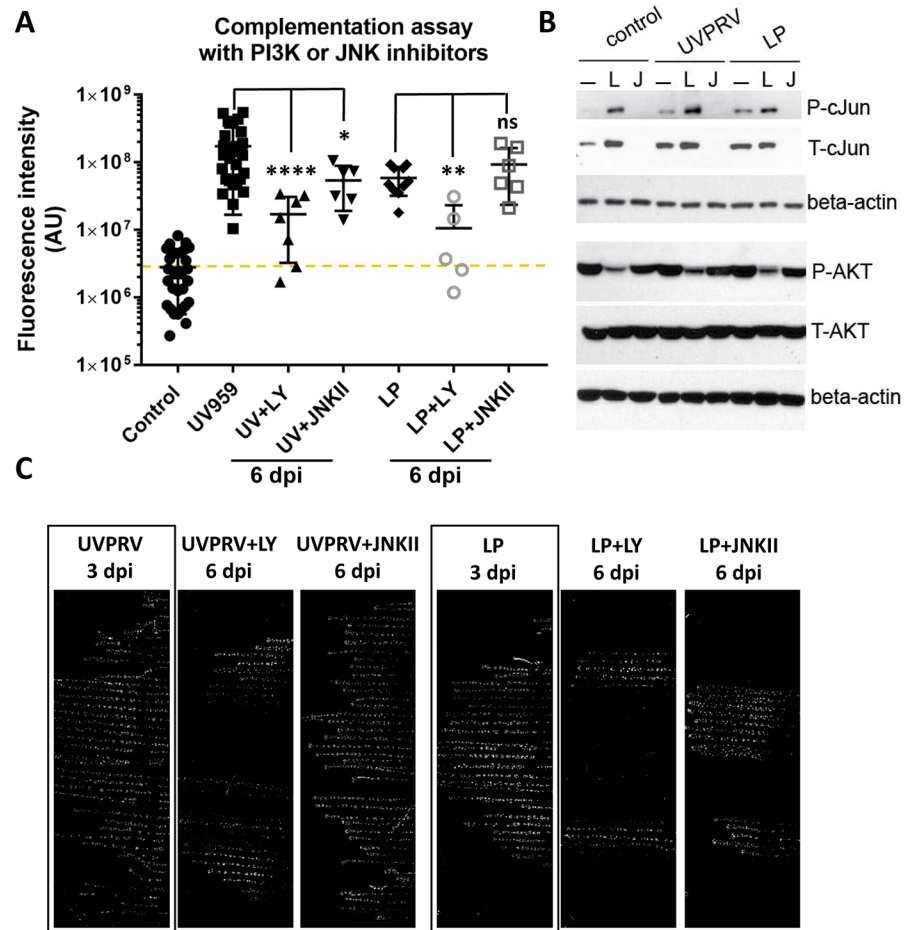 A
Complementation assay
with PI3K or JNK inhibitors
Fluorescence intensity
(AU)
1×10⁹
1×10⁸
1×10⁷
1×10⁶
1×10⁵
****
*
**
ns
Control
UV959
UV+LY
UV+JNKII
LP
LP+LY
LP+JNKII
6 dpi
6 dpi
B
control
UVPRV
LP
– L J – L J – L J
P-cJun
T-cJun
beta-actin
P-AKT
T-AKT
beta-actin
C
UVPRV
3 dpi
UVPRV+LY
6 dpi
UVPRV+JNKII
6 dpi
LP
3 dpi
LP+LY
6 dpi
LP+JNKII
6 dpi